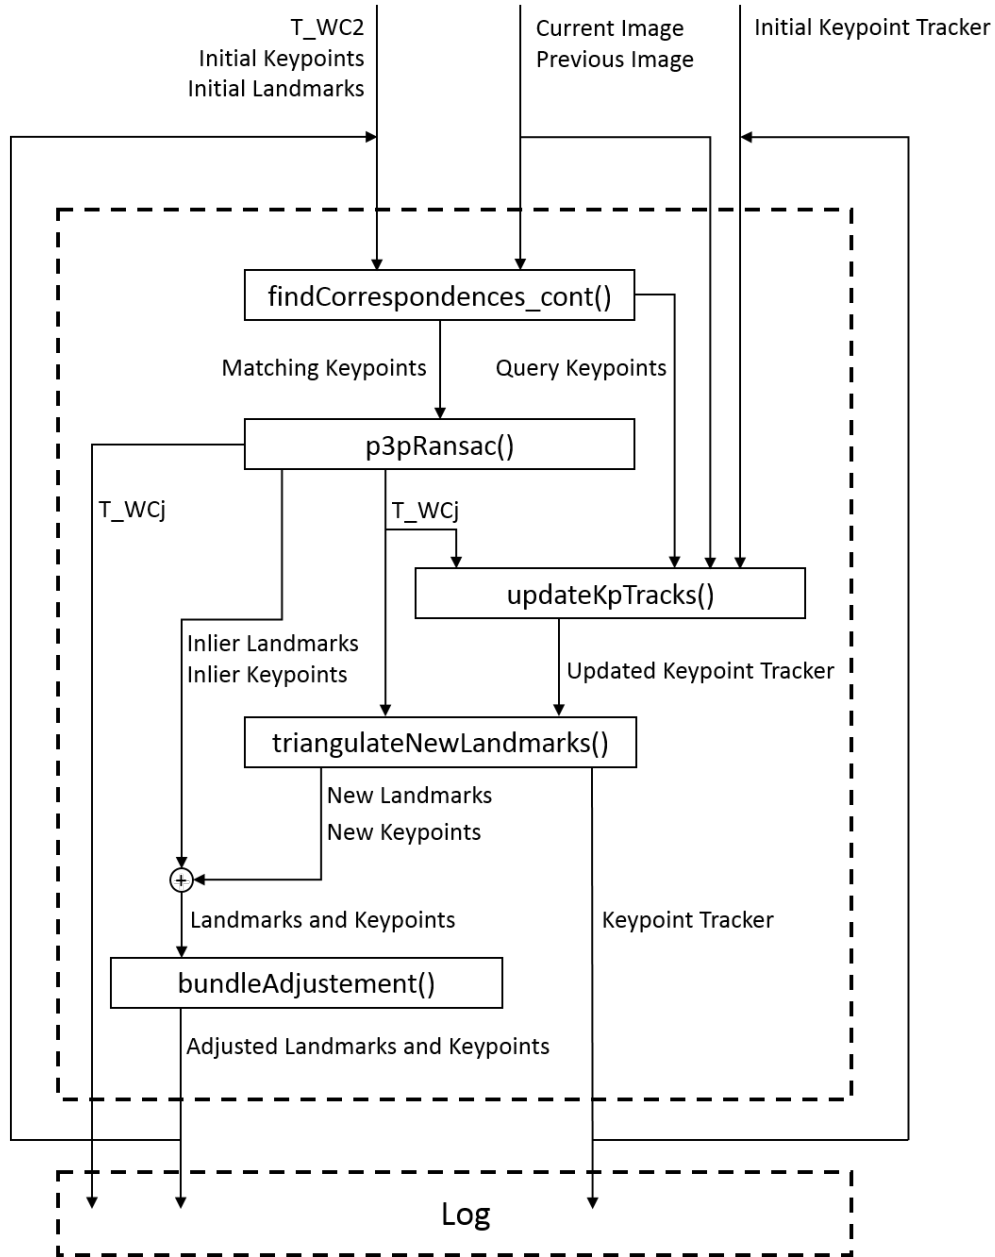 T_WC2
Initial Keypoints
Initial Landmarks
Current Image
Previous Image
Initial Keypoint Tracker
findCorrespondences_cont()
Matching Keypoints
Query Keypoints
p3pRansac()
T_WCj
T_WCj
updateKpTracks()
Inlier Landmarks
Inlier Keypoints
Updated Keypoint Tracker
triangulateNewLandmarks()
New Landmarks
New Keypoints
+
Landmarks and Keypoints
Keypoint Tracker
bundleAdjustement()
Adjusted Landmarks and Keypoints
Log